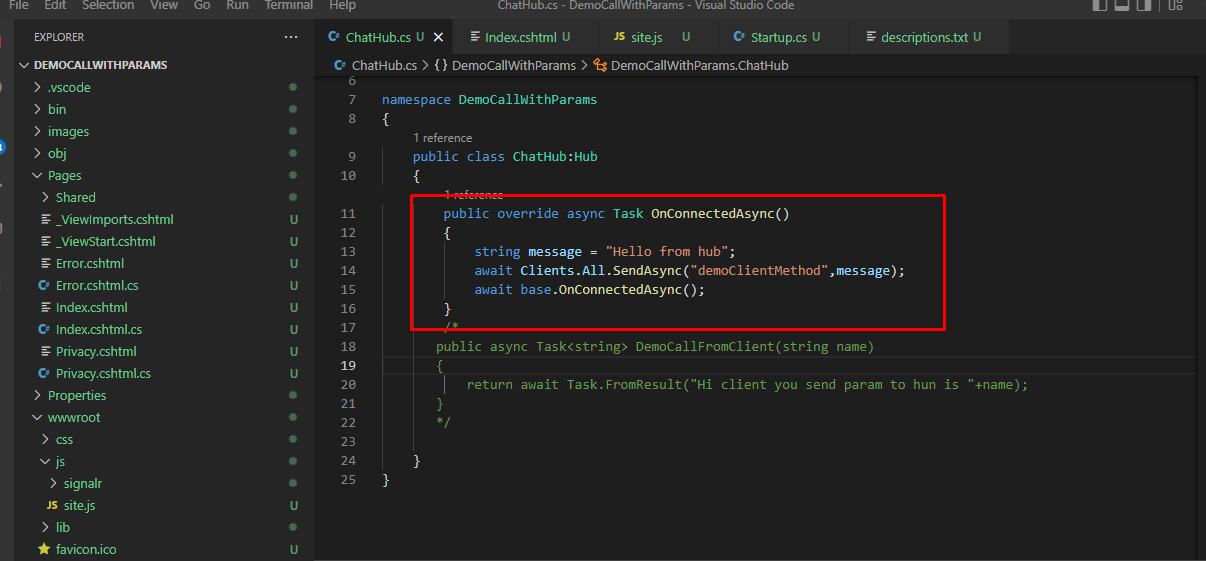 File Edit Selection View Go Run Terminal Help ChatHub.cs - DemoCallWithParams - Visual Studio Code
EXPLORER ···
DEMOCALLWITHPARAMS
.vscode
bin
images
obj
Pages
Shared
_ViewImports.cshtml U
_ViewStart.cshtml U
Error.cshtml U
C# Error.cshtml.cs U
Index.cshtml U
C# Index.cshtml.cs U
Privacy.cshtml U
C# Privacy.cshtml.cs U
Properties
wwwroot
css
js
signalr
JS site.js U
lib
favicon.ico U
C# ChatHub.cs U Index.cshtml U JS site.js U C# Startup.cs U descriptions.txt U
C# ChatHub.cs > {} DemoCallWithParams > DemoCallWithParams.ChatHub
6
7 namespace DemoCallWithParams
8 {
1 reference
9 public class ChatHub:Hub
10 {
1 reference
11 public override async Task OnConnectedAsync()
12 {
13 string message = "Hello from hub";
14 await Clients.All.SendAsync("demoClientMethod",message);
15 await base.OnConnectedAsync();
16 }
17 /*
18 public async Task<string> DemoCallFromClient(string name)
19 {
20 return await Task.FromResult("Hi client you send param to hun is "+name);
21 }
22 */
23
24 }
25 }